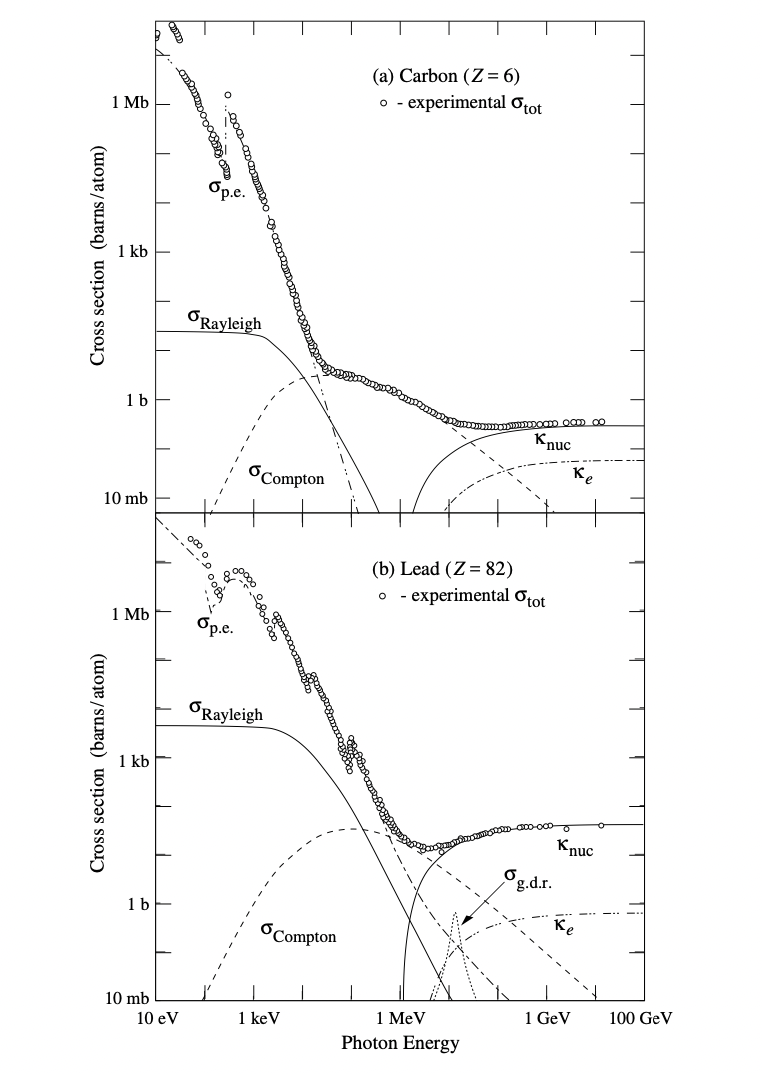 (a) Carbon (Z = 6)
- experimental σtot
1 Mb
1 kb
1 b
10 mb
Cross section (barns/atom)
σp.e.
σRayleigh
σCompton
κnuc
κe
(b) Lead (Z = 82)
- experimental σtot
1 Mb
1 kb
1 b
10 mb
Cross section (barns/atom)
σp.e.
σRayleigh
σCompton
κnuc
σg.d.r.
κe
10 eV 1 keV 1 MeV 1 GeV 100 GeV
Photon Energy